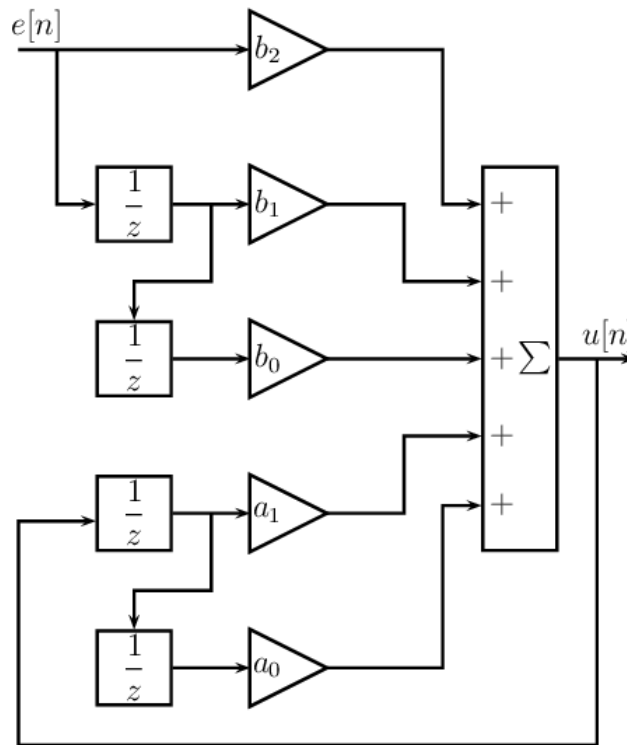 e[n]
b₂
1/z
b₁
+
+
1/z
b₀
+ ∑
u[n]
+
1/z
a₁
+
1/z
a₀